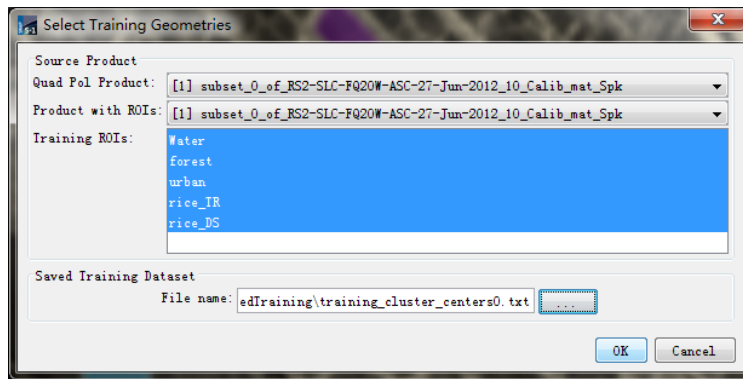 Select Training Geometries
Source Product
Quad Pol Product: [1] subset_0_of_RS2-SLC-FQ20W-ASC-27-Jun-2012_10_Calib_mat_Spk
Product with ROIs: [1] subset_0_of_RS2-SLC-FQ20W-ASC-27-Jun-2012_10_Calib_mat_Spk
Training ROIs: Water
forest
urban
rice_TR
rice_DS
Saved Training Dataset
File name: edTraining\training_cluster_centers0.txt ...
OK Cancel